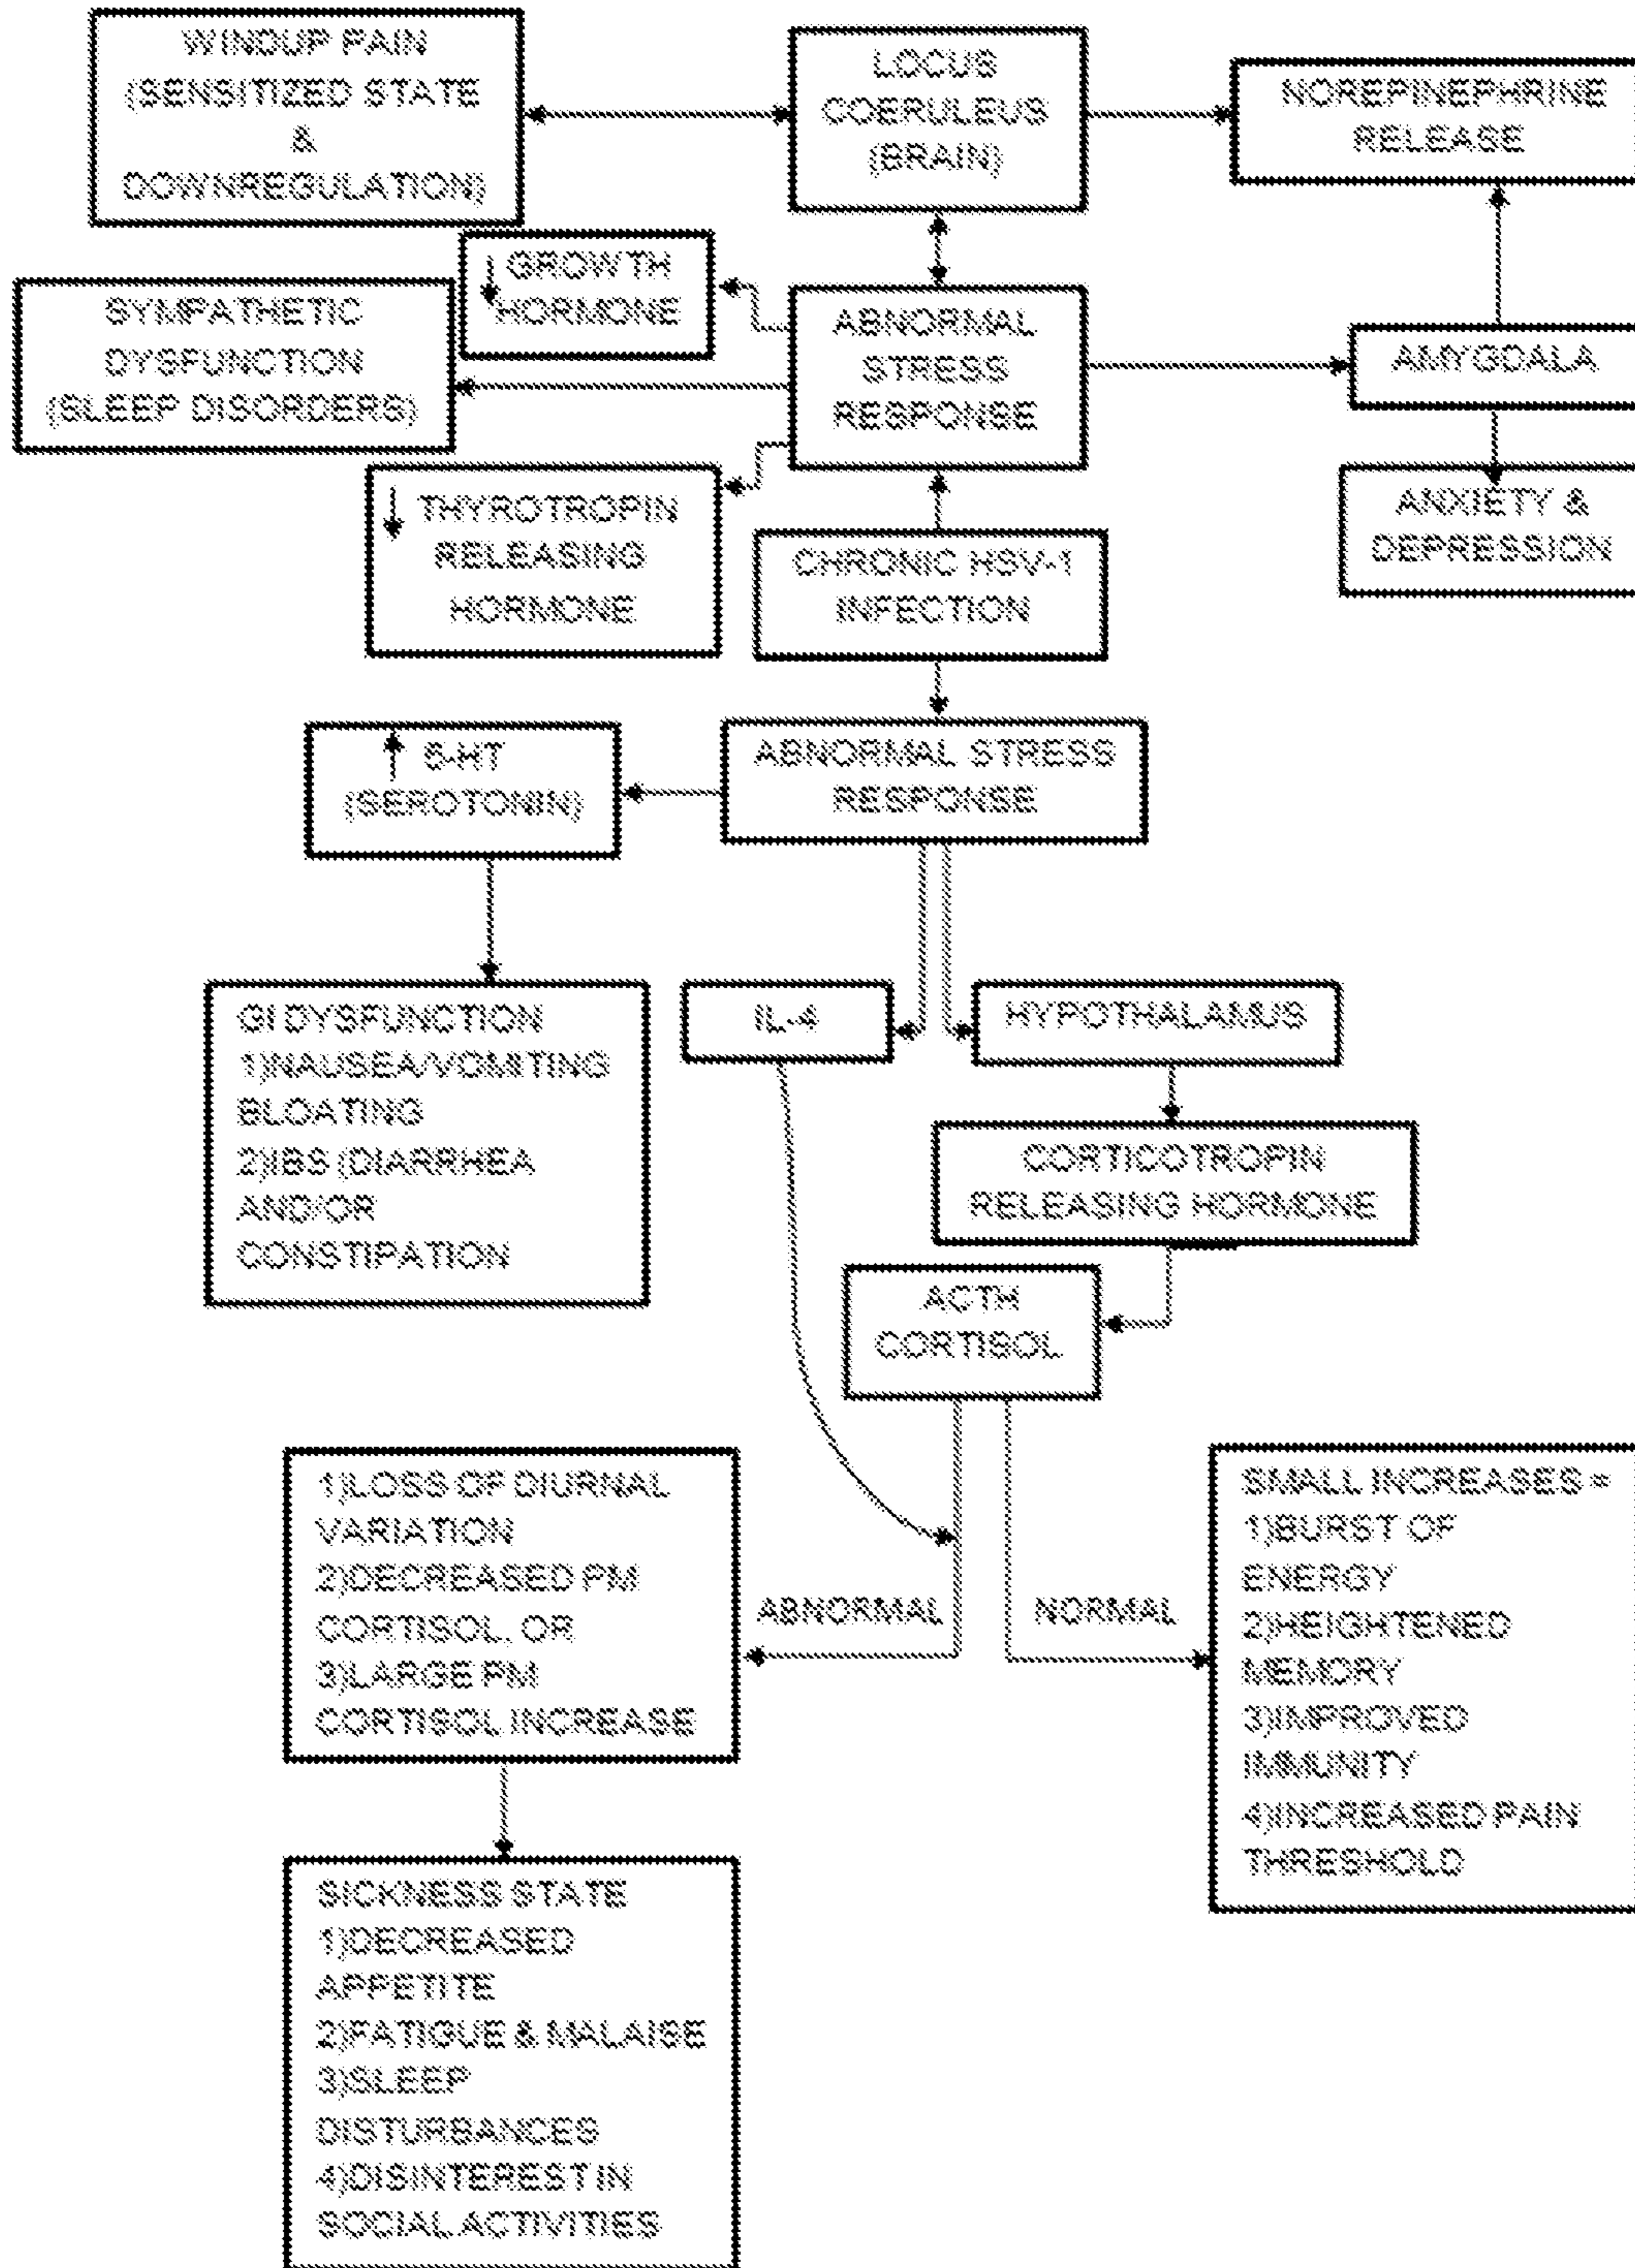 WINDUP PAIN
(SENSITIZED STATE
&
DOWNREGULATION)
LOCUS
COERULEUS
(BRAIN)
NOREPINEPHRINE
RELEASE
↓ GROWTH
HORMONE
SYMPATHETIC
DYSFUNCTION
(SLEEP DISORDERS)
ABNORMAL
STRESS
RESPONSE
AMYGDALA
↓ THYROTROPIN
RELEASING
HORMONE
ANXIETY &
DEPRESSION
CHRONIC HSV-1
INFECTION
↑ 5-HT
(SEROTONIN)
ABNORMAL STRESS
RESPONSE
GI DYSFUNCTION
1)NAUSEA/VOMITING
BLOATING
2)IBS (DIARRHEA
AND/OR
CONSTIPATION
IL-4
HYPOTHALAMUS
CORTICOTROPIN
RELEASING HORMONE
ACTH
CORTISOL
1)LOSS OF DIURNAL
VARIATION
2)DECREASED PM
CORTISOL, OR
3)LARGE PM
CORTISOL INCREASE
ABNORMAL
NORMAL
SMALL INCREASES =
1)BURST OF
ENERGY
2)HEIGHTENED
MEMORY
3)IMPROVED
IMMUNITY
4)INCREASED PAIN
THRESHOLD
SICKNESS STATE
1)DECREASED
APPETITE
2)FATIGUE & MALAISE
3)SLEEP
DISTURBANCES
4)DISINTEREST IN
SOCIAL ACTIVITIES